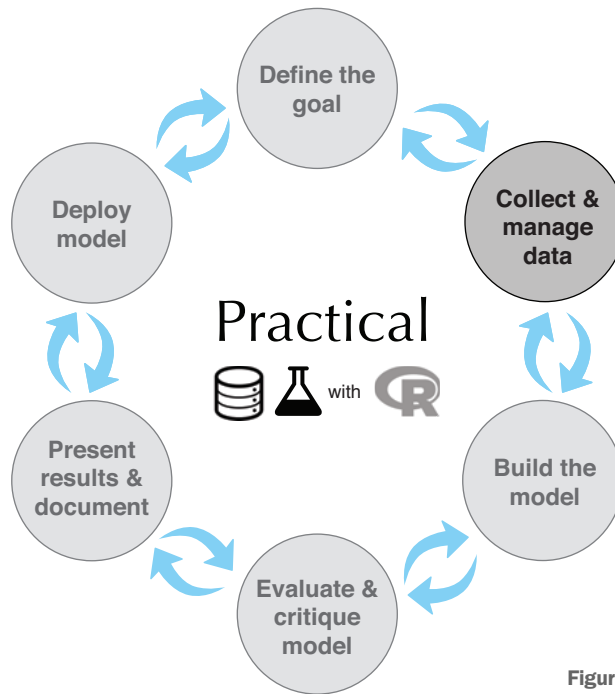 Define the
goal
Collect &
manage
data
Build the
model
Evaluate &
critique
model
Present
results &
document
Deploy
model
Practical
with R
Figur